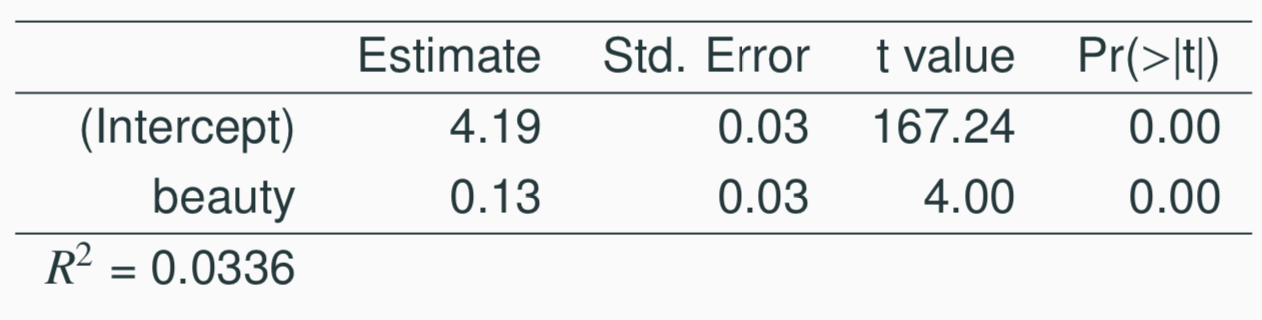 Estimate Std. Error t value Pr(>|t|)
(Intercept) 4.19 0.03 167.24 0.00
beauty 0.13 0.03 4.00 0.00
R² = 0.0336